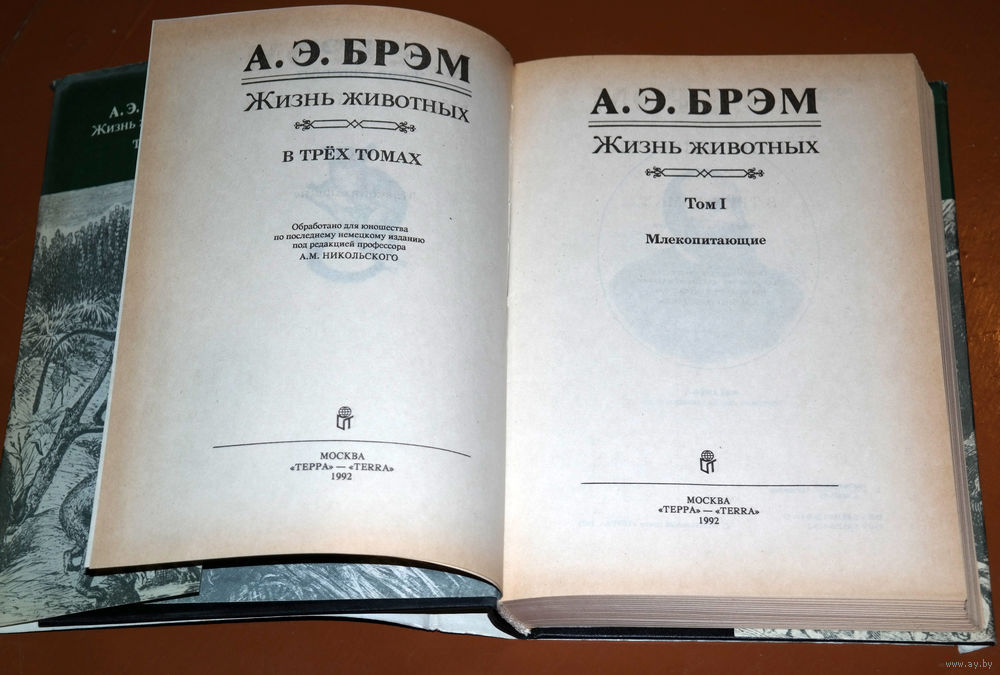 А. Э.
Жизнь
Т
А. Э. БРЭМ
Жизнь животных
В ТРЁХ ТОМАХ
Обработано для юношества
по последнему немецкому изданию
под редакцией профессора
А.М. НИКОЛЬСКОГО
МОСКВА
«ТЕРРА» — «TERRA»
1992
А. Э. БРЭМ
Жизнь животных
Том I
Млекопитающие
МОСКВА
«ТЕРРА» — «TERRA»
1992
www.ay.by